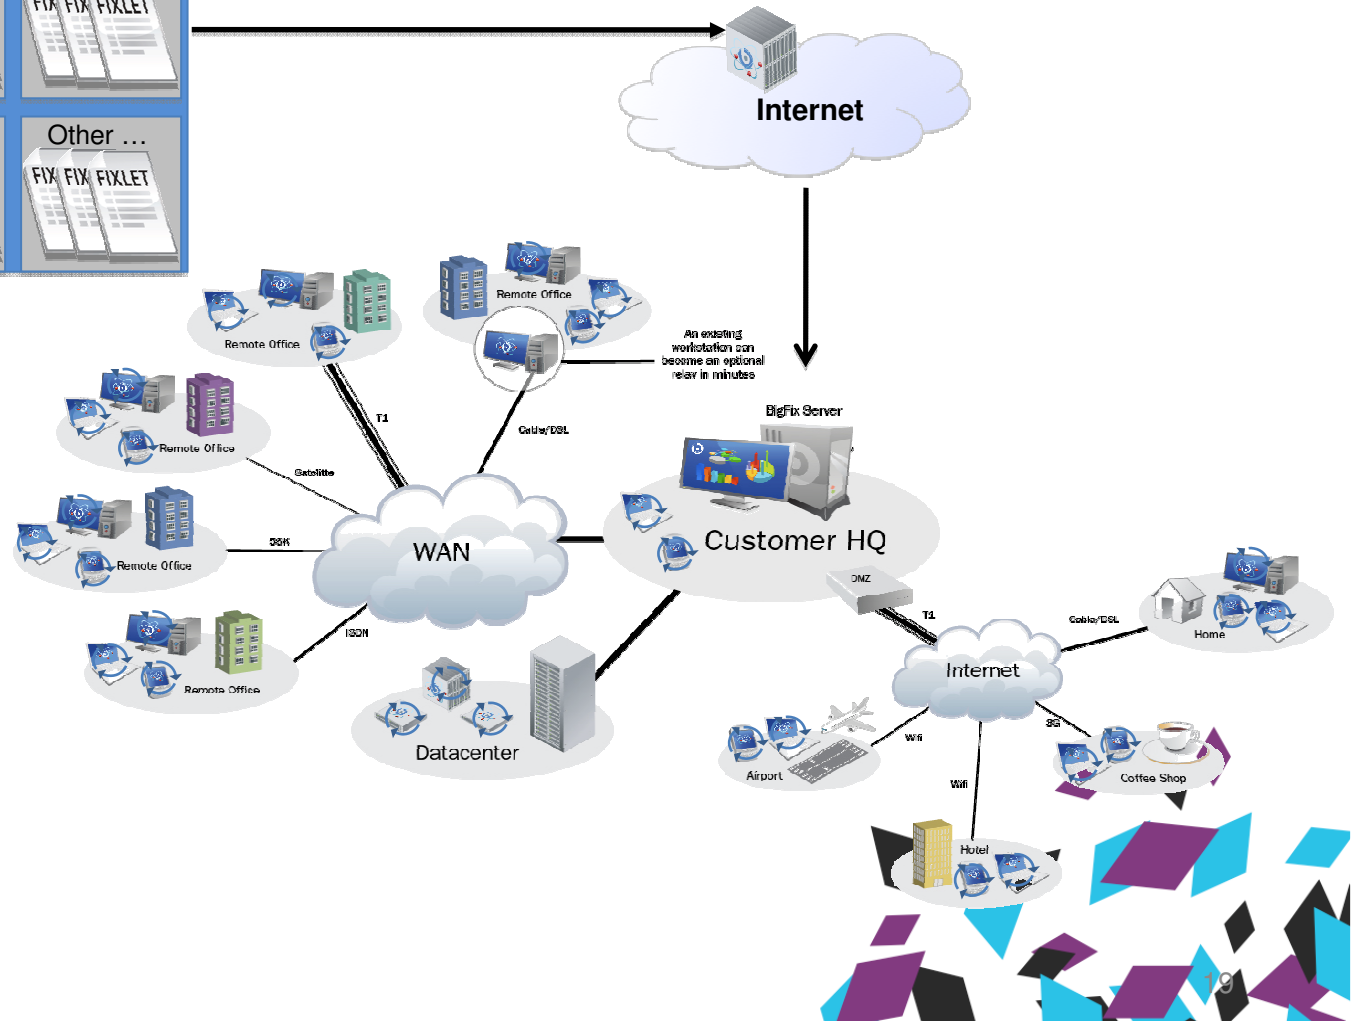 FIXLET
Other ...
FIX FIX FIXLET
Internet
Remote Office
Remote Office
An existing
workstation can
become an optional
relay in minutes
T1
Cable/DSL
BigFix Server
Remote Office
Satellite
WAN
Customer HQ
56K
Remote Office
DMZ
ISDN
T1
Cable/DSL
Home
Internet
Remote Office
Datacenter
Wifi
3G
Airport
Coffee Shop
Wifi
Hotel
19